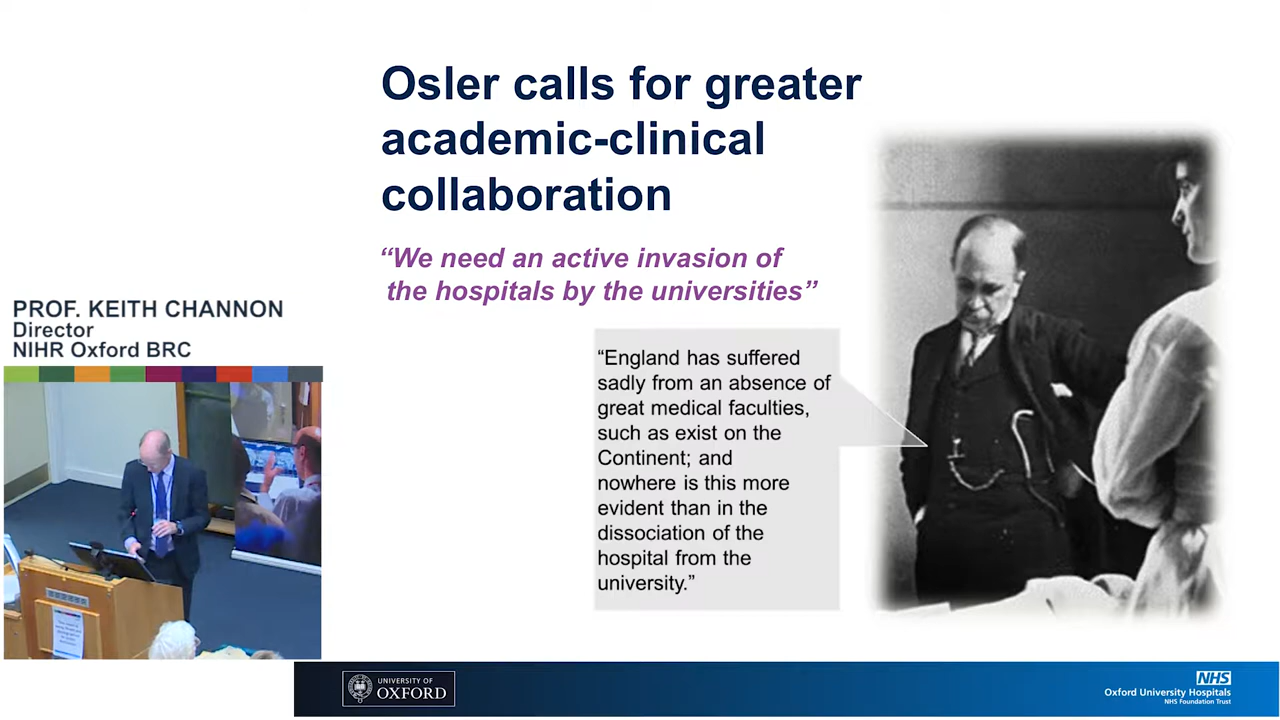 Osler calls for greater
academic-clinical
collaboration
“We need an active invasion of
the hospitals by the universities”
PROF. KEITH CHANNON
Director
NIHR Oxford BRC
“England has suffered
sadly from an absence of
great medical faculties,
such as exist on the
Continent; and
nowhere is this more
evident than in the
dissociation of the
hospital from the
university.”
UNIVERSITY OF
OXFORD
NHS
Oxford University Hospitals
NHS Foundation Trust